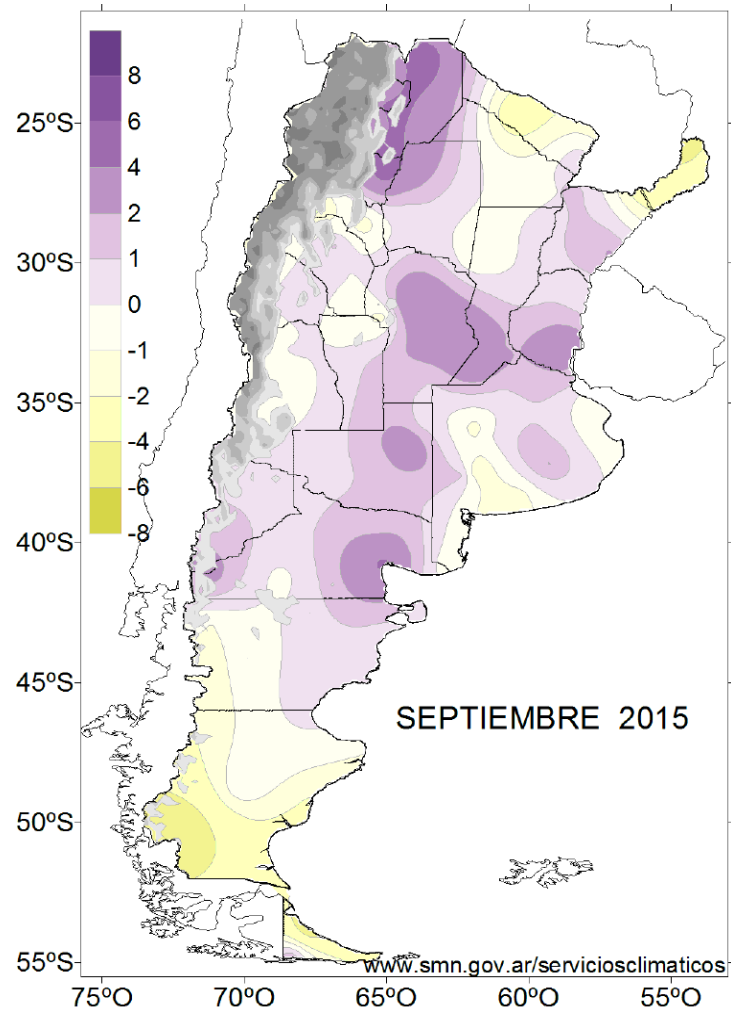 8
6
4
2
1
0
-1
-2
-4
-6
-8
25ºS
30ºS
35ºS
40ºS
45ºS
50ºS
55ºS
SEPTIEMBRE 2015
www.smn.gov.ar/serviciosclimaticos
75ºO 70ºO 65ºO 60ºO 55ºO